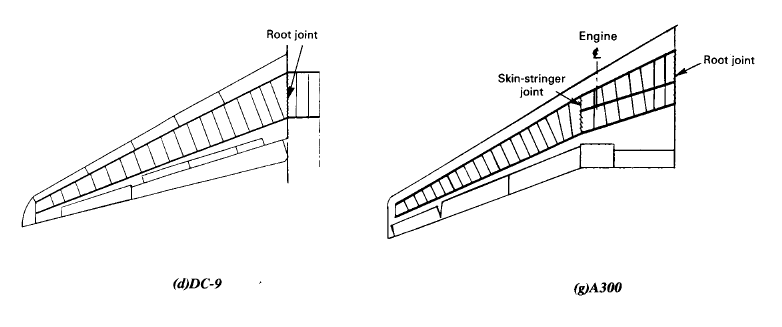 Root joint
(d)DC-9
Engine
℄
Skin-stringer
joint
Root joint
(g)A300